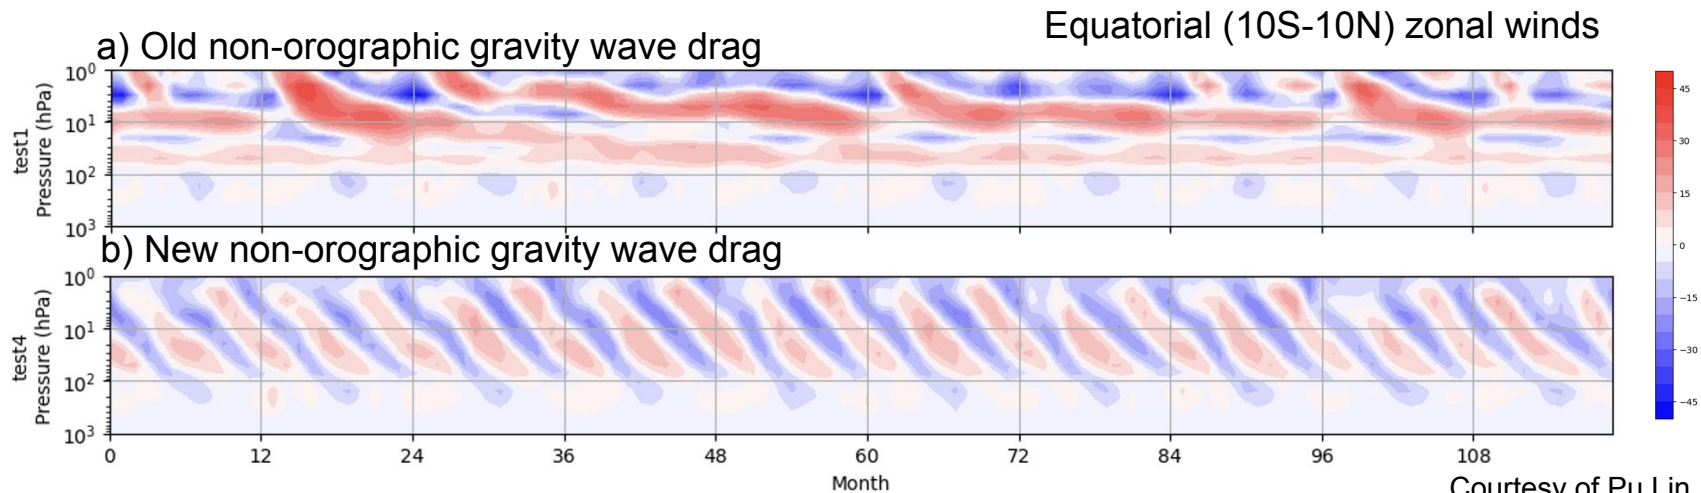 Equatorial (10S-10N) zonal winds
a) Old non-orographic gravity wave drag
10⁰
10¹
10²
10³
test1
Pressure (hPa)
b) New non-orographic gravity wave drag
10⁰
10¹
10²
10³
test4
Pressure (hPa)
0 12 24 36 48 60 72 84 96 108
Month
45
30
15
0
−15
−30
−45
Courtesy of Pu Lin